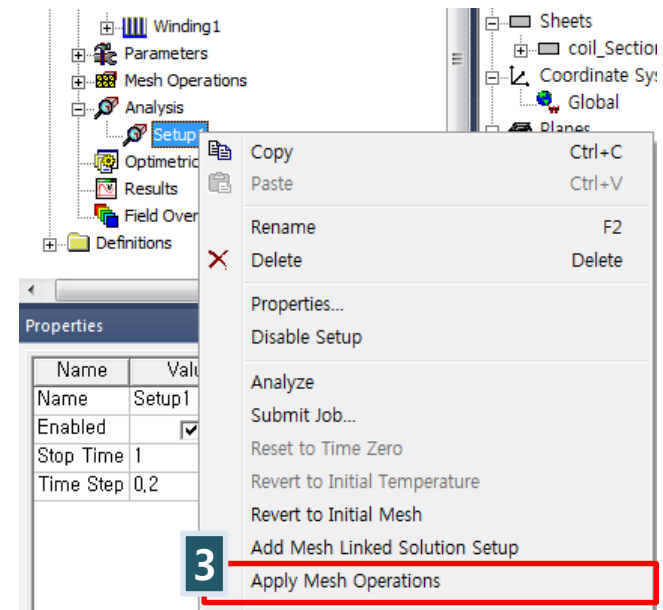 Winding1
Parameters
Mesh Operations
Analysis
Setup1
Optimetric
Results
Field Over
Definitions
Sheets
coil_Section
Coordinate Sys
Global
Planes
Copy Ctrl+C
Paste Ctrl+V
Rename F2
Delete Delete
Properties...
Disable Setup
Analyze
Submit Job...
Reset to Time Zero
Revert to Initial Temperature
Revert to Initial Mesh
Add Mesh Linked Solution Setup
3 Apply Mesh Operations
Properties
Name Valu
Name Setup1
Enabled
Stop Time 1
Time Step 0,2